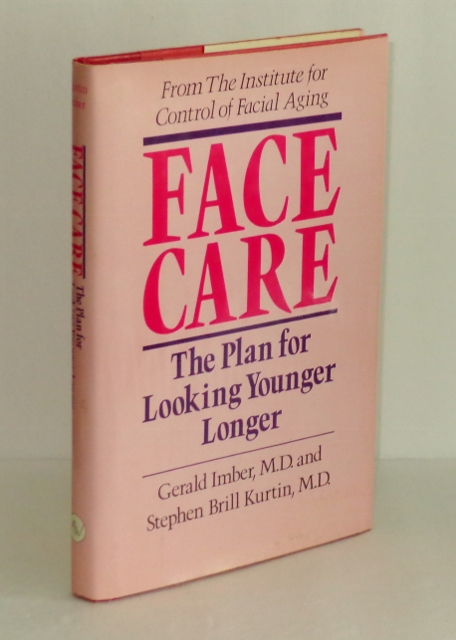 From The Institute for
Control of Facial Aging
FACE
CARE
The Plan for
Looking Younger
Longer
Gerald Imber, M.D. and
Stephen Brill Kurtin, M.D.
FACE CARE The Plan for